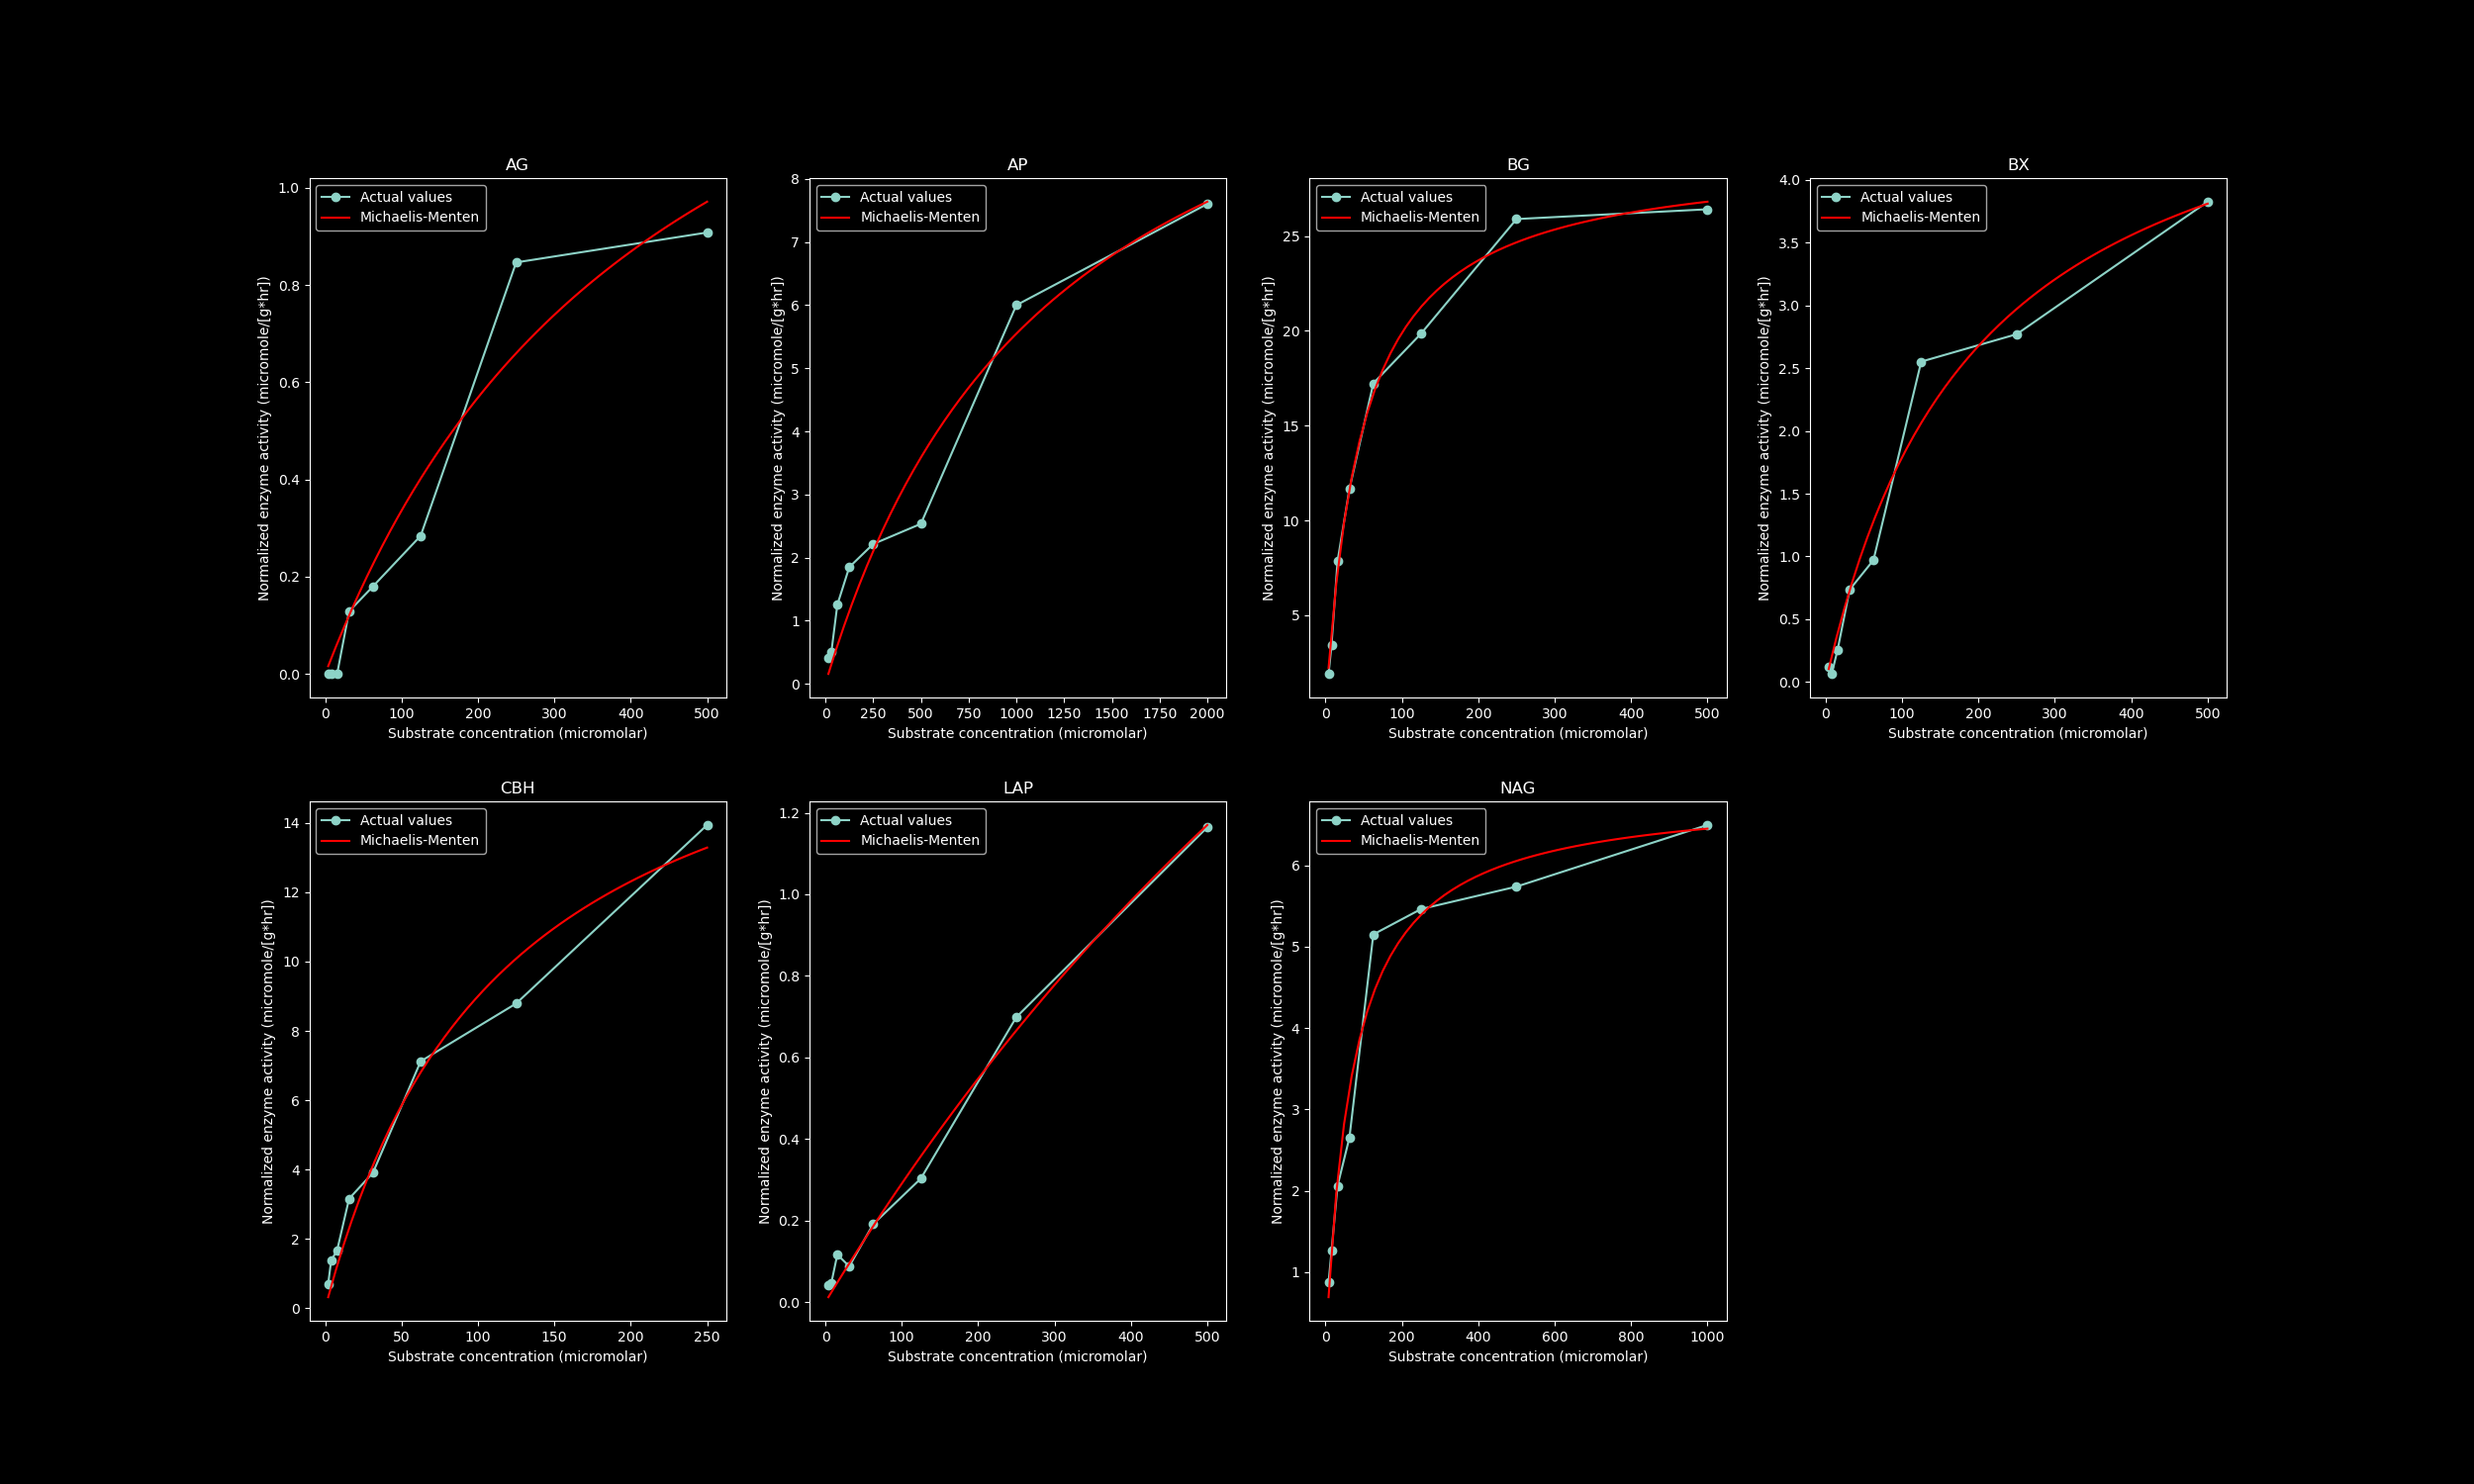 AG
Normalized enzyme activity (micromole/[g*hr])
1.0
0.8
0.6
0.4
0.2
0.0
Actual values
Michaelis-Menten
0 100 200 300 400 500
Substrate concentration (micromolar)
AP
Normalized enzyme activity (micromole/[g*hr])
8
7
6
5
4
3
2
1
0
Actual values
Michaelis-Menten
0 250 500 750 1000 1250 1500 1750 2000
Substrate concentration (micromolar)
BG
Normalized enzyme activity (micromole/[g*hr])
25
20
15
10
5
Actual values
Michaelis-Menten
0 100 200 300 400 500
Substrate concentration (micromolar)
BX
Normalized enzyme activity (micromole/[g*hr])
4.0
3.5
3.0
2.5
2.0
1.5
1.0
0.5
0.0
Actual values
Michaelis-Menten
0 100 200 300 400 500
Substrate concentration (micromolar)
CBH
Normalized enzyme activity (micromole/[g*hr])
14
12
10
8
6
4
2
0
Actual values
Michaelis-Menten
0 50 100 150 200 250
Substrate concentration (micromolar)
LAP
Normalized enzyme activity (micromole/[g*hr])
1.2
1.0
0.8
0.6
0.4
0.2
0.0
Actual values
Michaelis-Menten
0 100 200 300 400 500
Substrate concentration (micromolar)
NAG
Normalized enzyme activity (micromole/[g*hr])
6
5
4
3
2
1
Actual values
Michaelis-Menten
0 200 400 600 800 1000
Substrate concentration (micromolar)